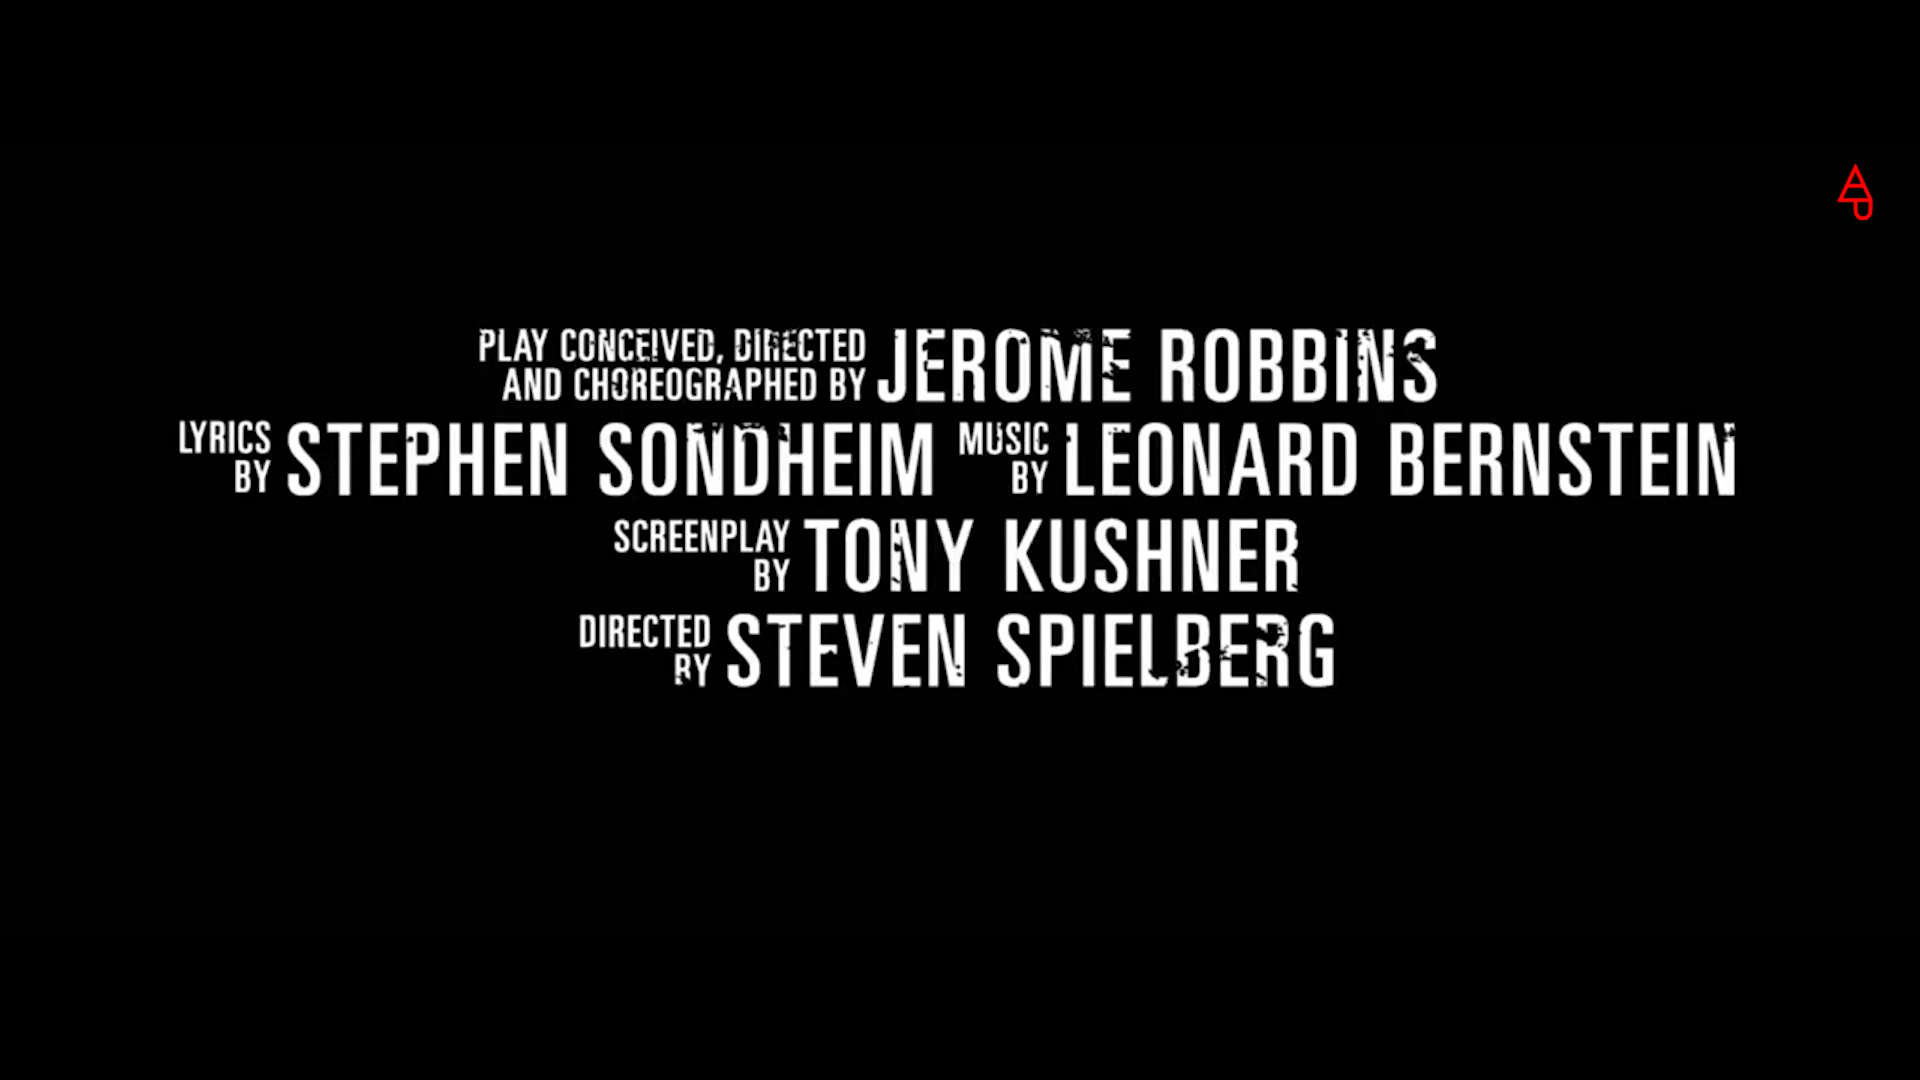 PLAY CONCEIVED, DIRECTED AND CHOREOGRAPHED BY JEROME ROBBINS
LYRICS BY STEPHEN SONDHEIM MUSIC BY LEONARD BERNSTEIN
SCREENPLAY BY TONY KUSHNER
DIRECTED BY STEVEN SPIELBERG